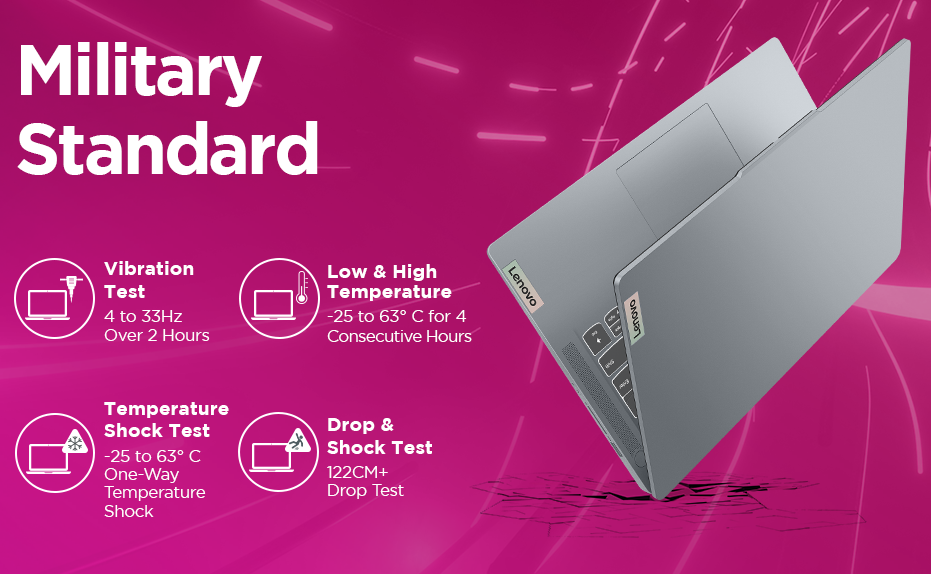 Military
Standard
Vibration
Test
4 to 33Hz
Over 2 Hours
Low & High
Temperature
-25 to 63° C for 4
Consecutive Hours
Temperature
Shock Test
-25 to 63° C
One-Way
Temperature
Shock
Drop &
Shock Test
122CM+
Drop Test
Lenovo
Lenovo
Shift
Enter